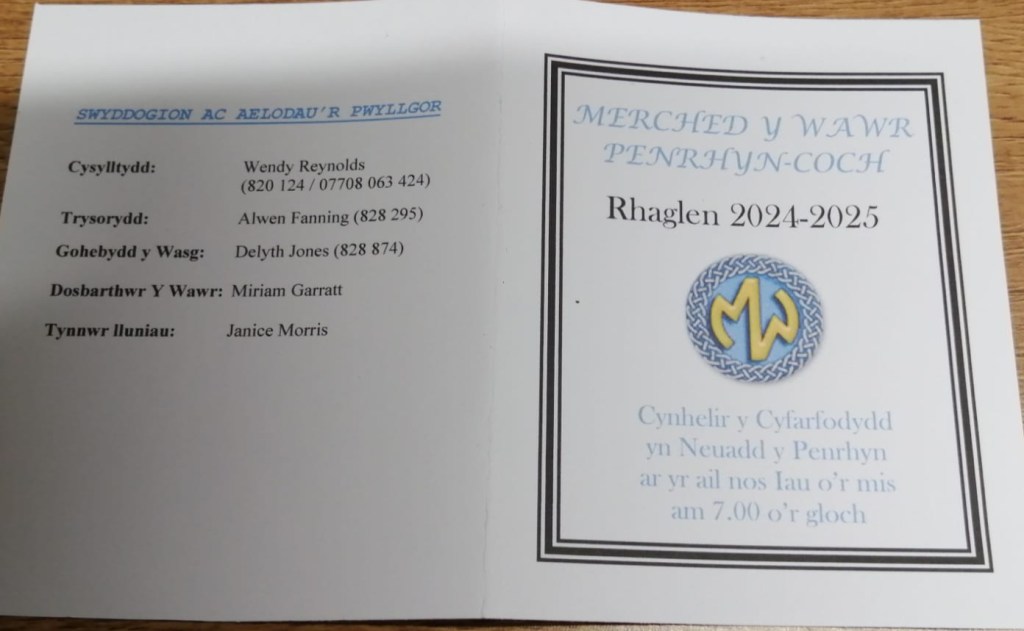 SWYDDOGION AC AELODAU'R PWYLLGOR
Cysylltydd: Wendy Reynolds
(820 124 / 07708 063 424)
Trysorydd: Alwen Fanning (828 295)
Gohebydd y Wasg: Delyth Jones (828 874)
Dosbarthwr Y Wawr: Miriam Garratt
Tynnwr lluniau: Janice Morris
MERCHED Y WAWR
PENRHYN-COCH
Rhaglen 2024-2025
MW
Cynhelir y Cyfarfodydd
yn Neuadd y Penrhyn
ar yr ail nos Iau o'r mis
am 7.00 o'r gloch